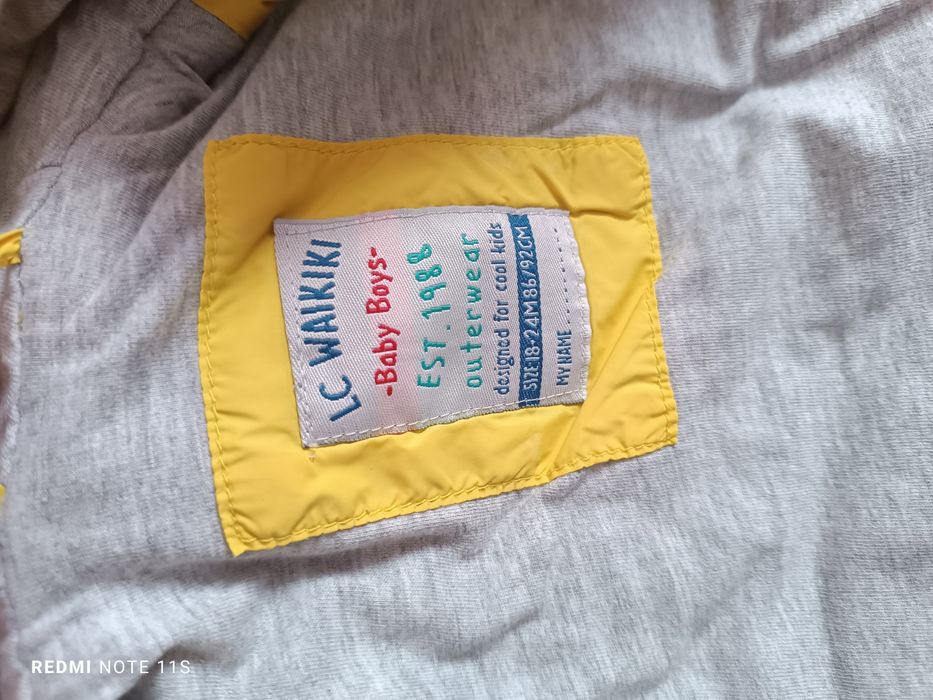 LC WAIKIKI
-Baby Boys-
EST.1988
outerwear
designed for cool kids
SIZE:18-24M 86/92CM
MY NAME ------------
REDMI NOTE 11S